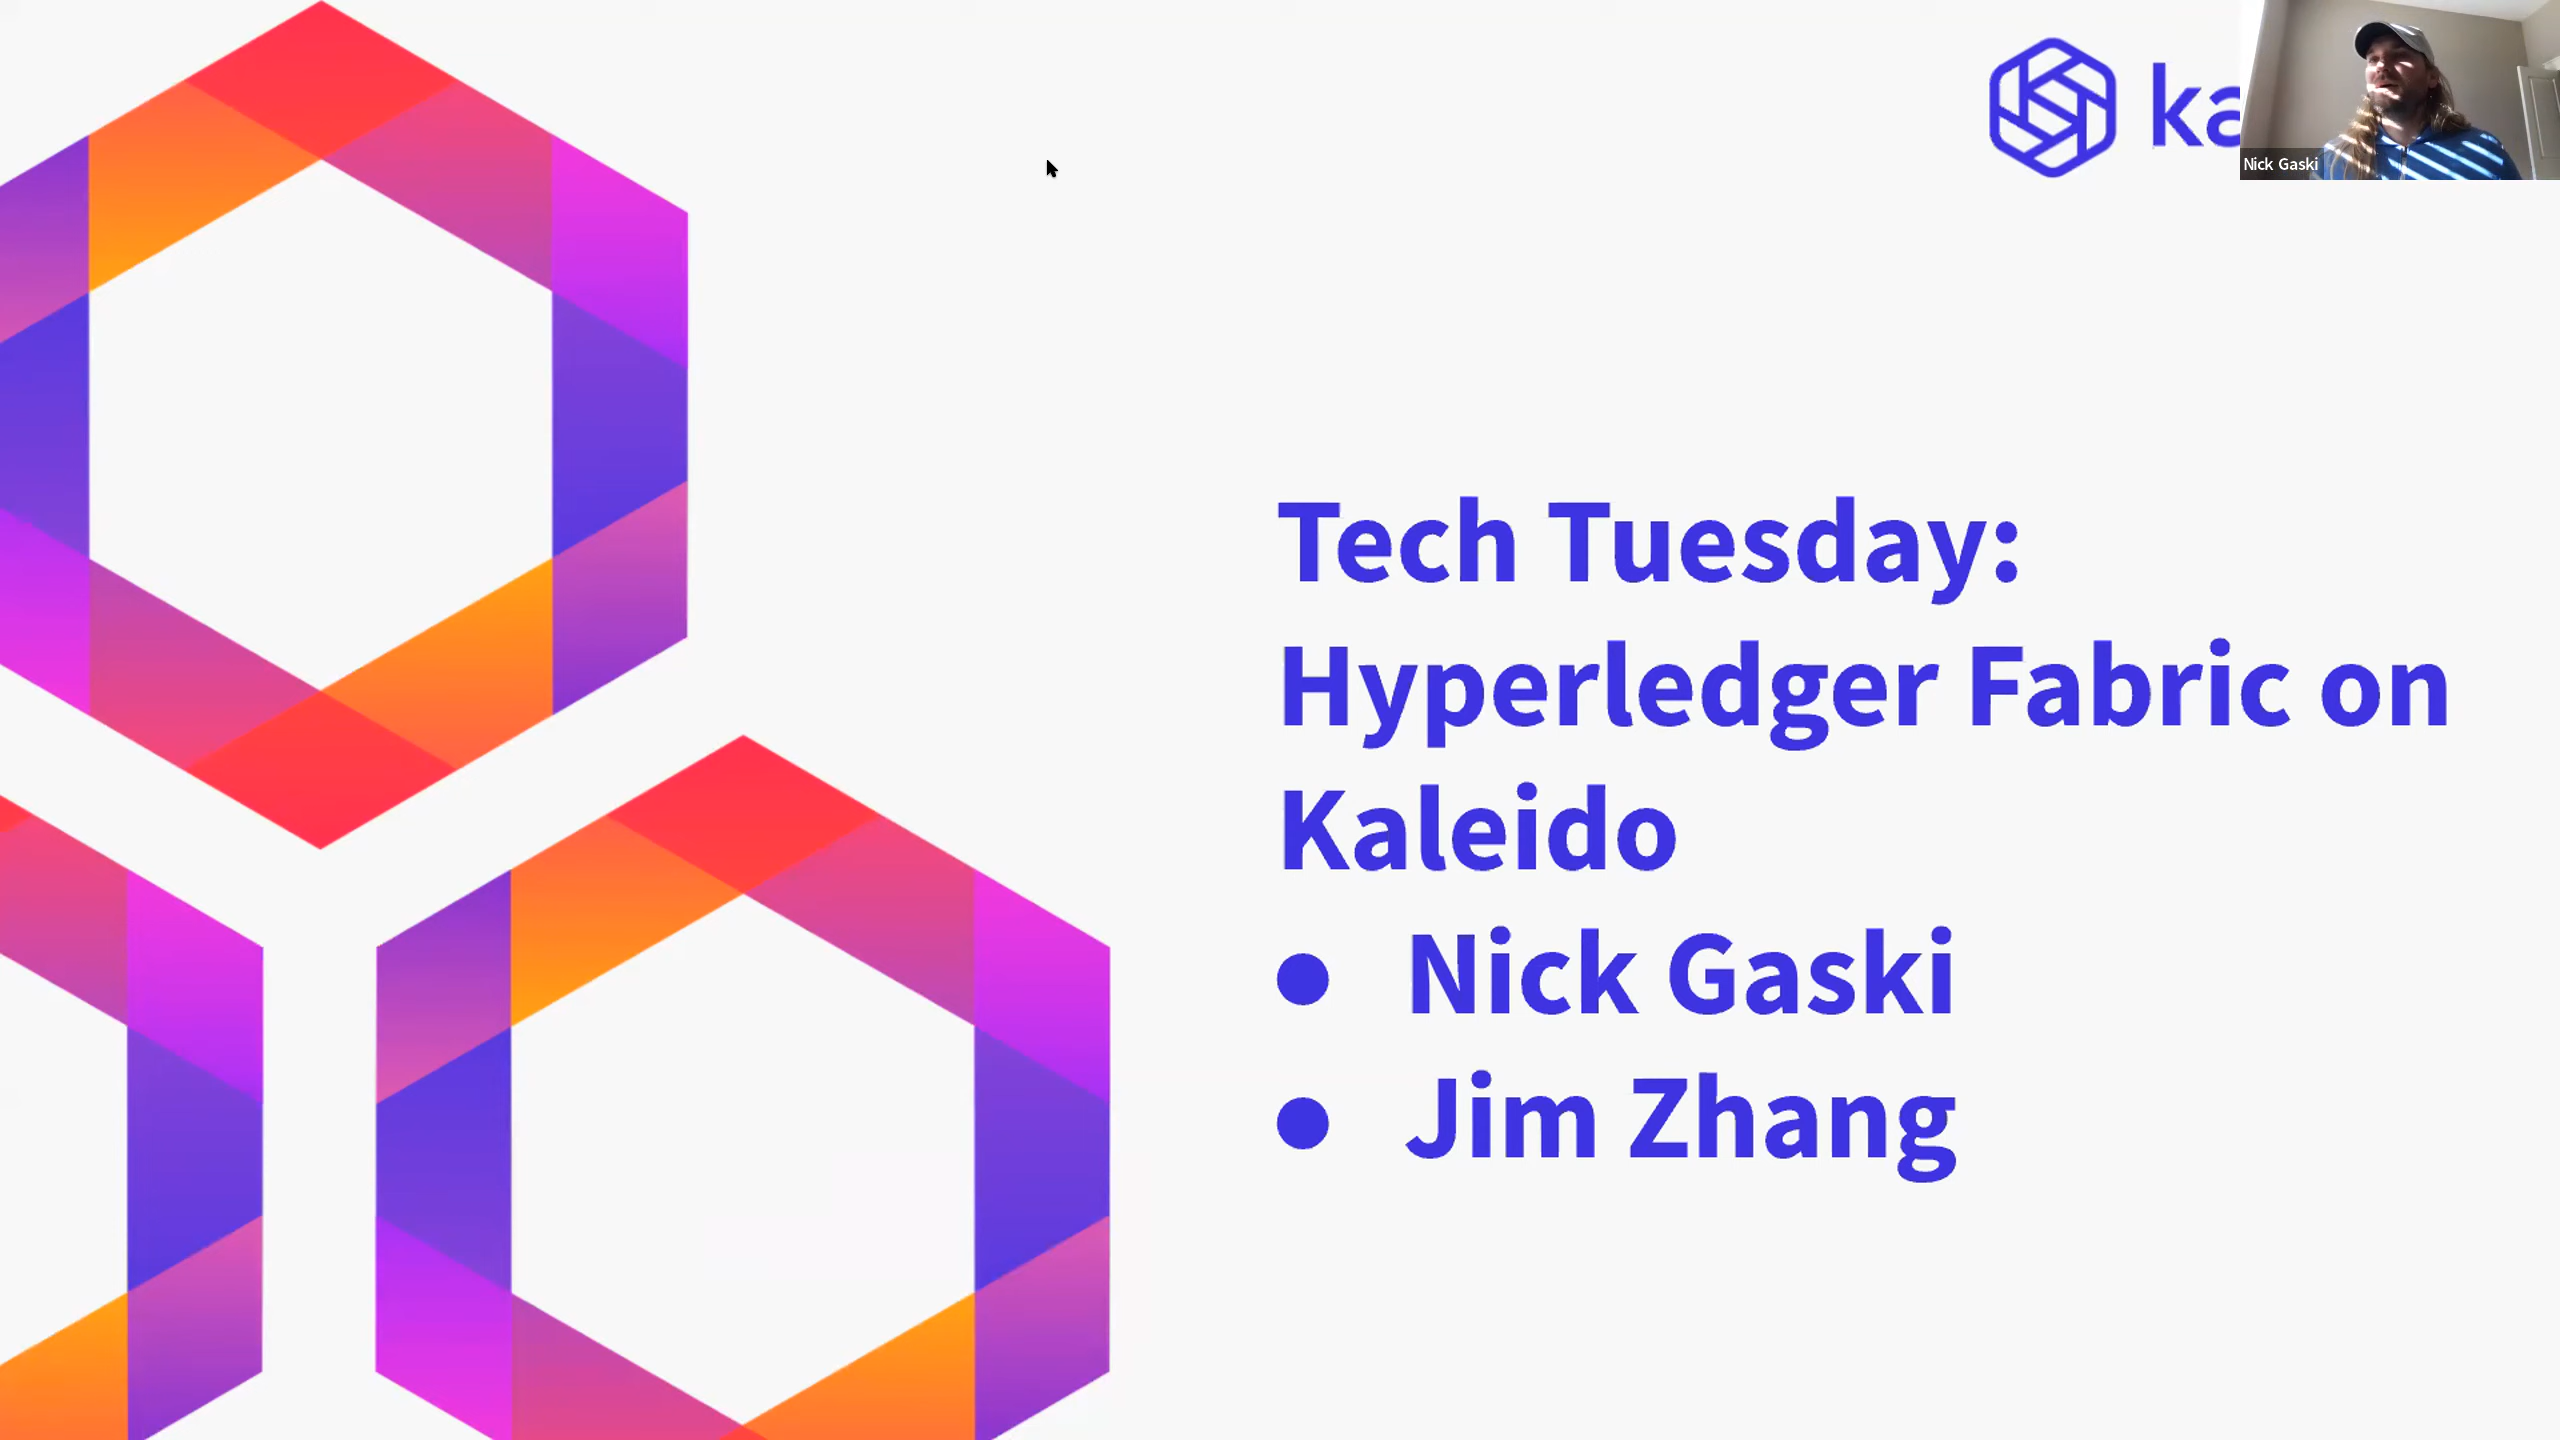 ka
Nick Gaski
Tech Tuesday:
Hyperledger Fabric on
Kaleido
● Nick Gaski
● Jim Zhang